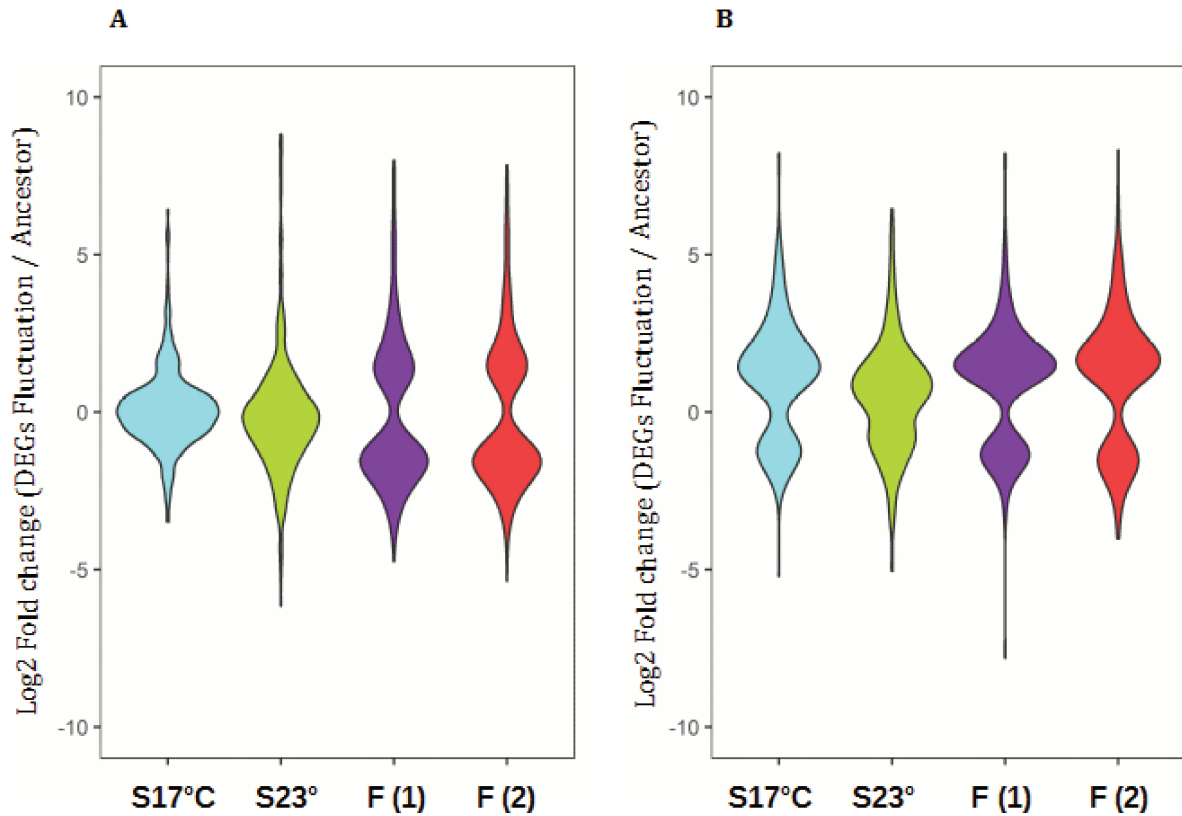 A
Log2 Fold change (DEGs Fluctuation / Ancestor)
10
5
0
-5
-10
S17°C S23° F (1) F (2)
B
Log2 Fold change (DEGs Fluctuation / Ancestor)
10
5
0
-5
-10
S17°C S23° F (1) F (2)